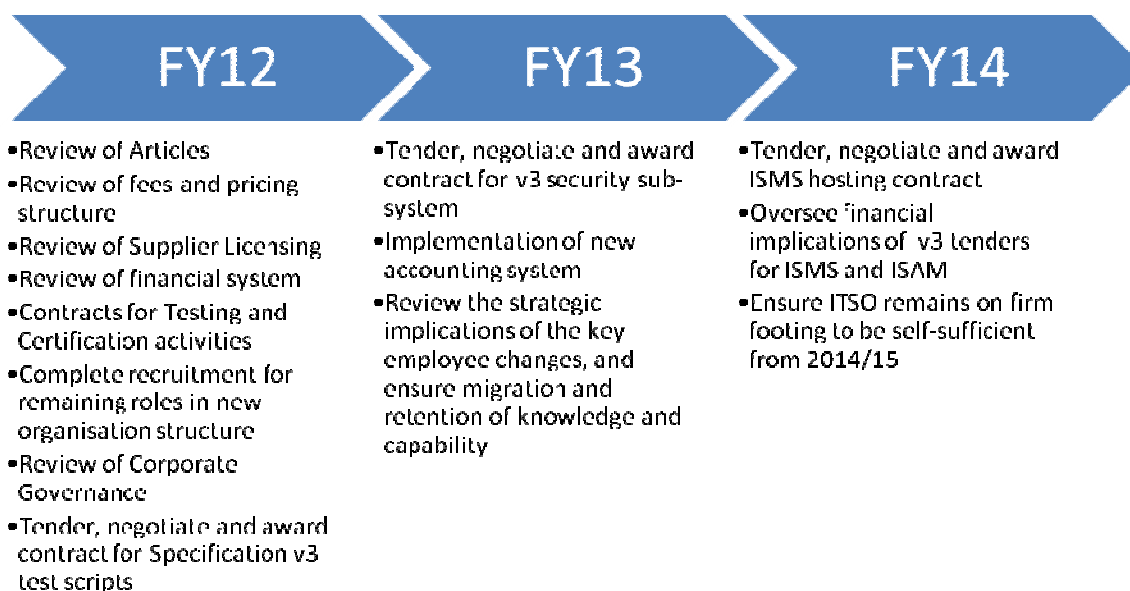 FY12
•Review of Articles
•Review of fees and pricing
structure
•Review of Supplier Licensing
•Review of financial system
•Contracts for Testing and
Certification activities
•Complete recruitment for
remaining roles in new
organisation structure
•Review of Corporate
Governance
•Tender, negotiate and award
contract for Specification v3
test scripts
FY13
•Tender, negotiate and award
contract for v3 security sub-
system
•Implementation of new
accounting system
•Review the strategic
implications of the key
employee changes, and
ensure migration and
retention of knowledge and
capability
FY14
•Tender, negotiate and award
ISMS hosting contract
•Oversee financial
implications of v3 tenders
for ISMS and ISAM
•Ensure ITSO remains on firm
footing to be self-sufficient
from 2014/15